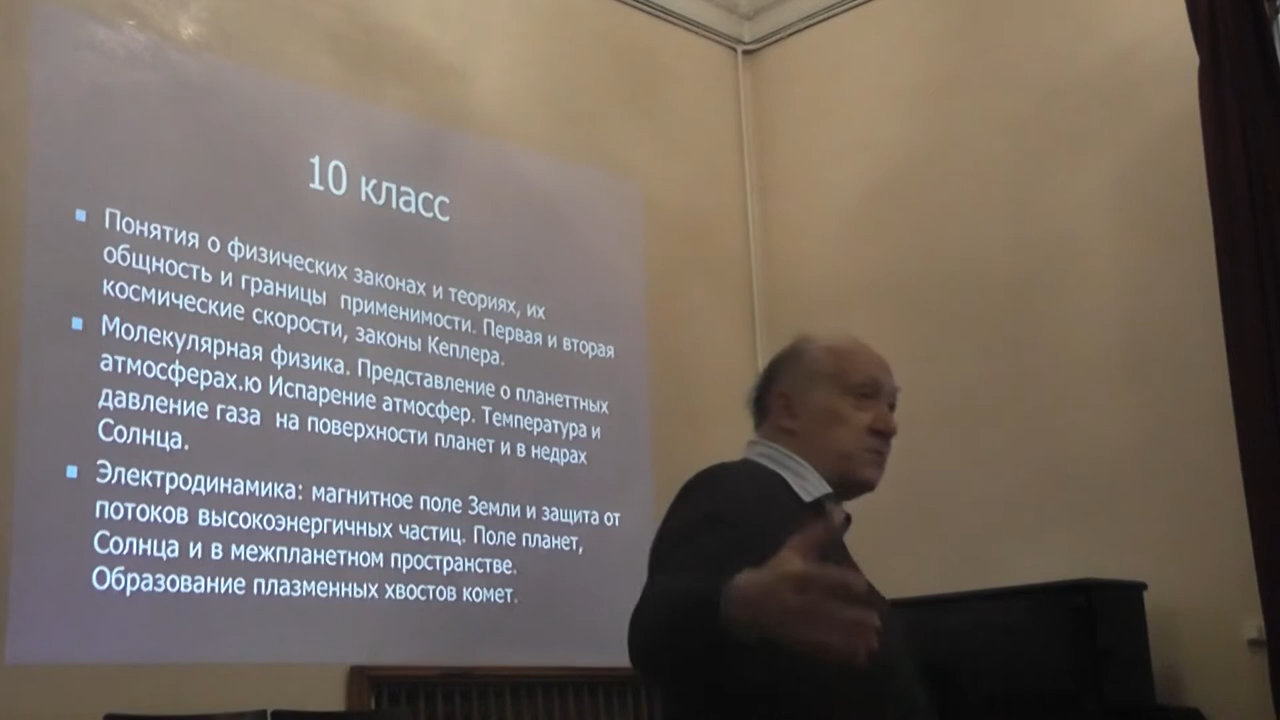 10 класс
Понятия о физических законах и теориях, их
общность и границы применимости. Первая и вторая
космические скорости, законы Кеплера.
Молекулярная физика. Представление о планеттных
атмосферах.ю Испарение атмосфер. Температура и
давление газа на поверхности планет и в недрах
Солнца.
Электродинамика: магнитное поле Земли и защита от
потоков высокоэнергичных частиц. Поле планет,
Солнца и в межпланетном пространстве.
Образование плазменных хвостов комет.